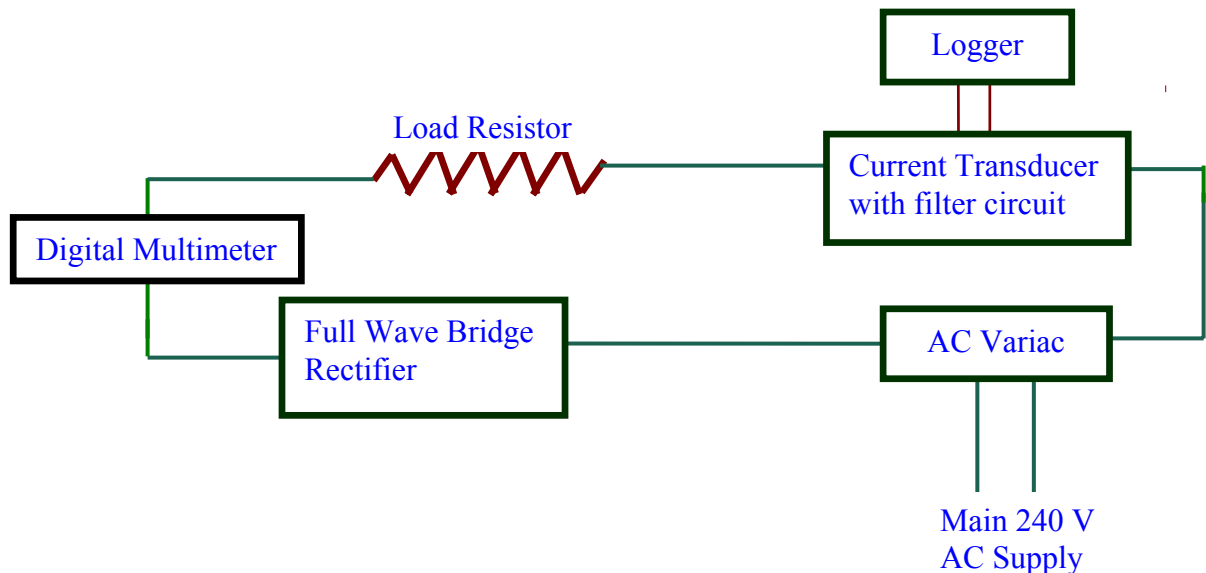 Logger
Load Resistor
Current Transducer
with filter circuit
Digital Multimeter
Full Wave Bridge
Rectifier
AC Variac
Main 240 V
AC Supply